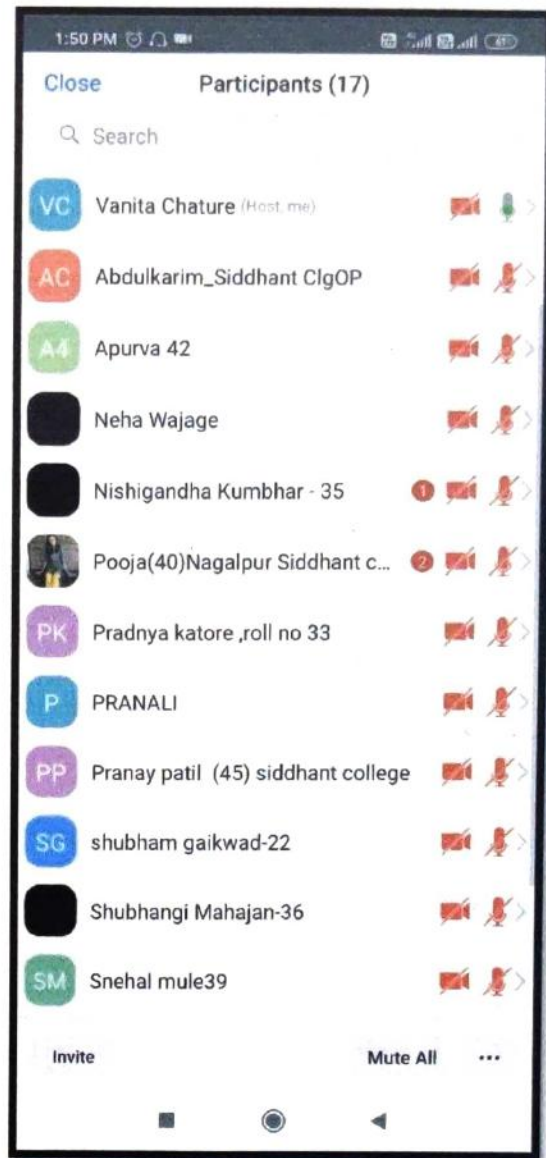 1:50 PM
Close Participants (17)
Search
VC Vanita Chature (Host, me)
AC Abdulkarim_Siddhant ClgOP
A4 Apurva 42
Neha Wajage
Nishigandha Kumbhar - 35 1
Pooja(40)Nagalpur Siddhant c... 2
PK Pradnya katore ,roll no 33
P PRANALI
PP Pranay patil (45) siddhant college
SG shubham gaikwad-22
Shubhangi Mahajan-36
SM Snehal mule39
Invite Mute All ...